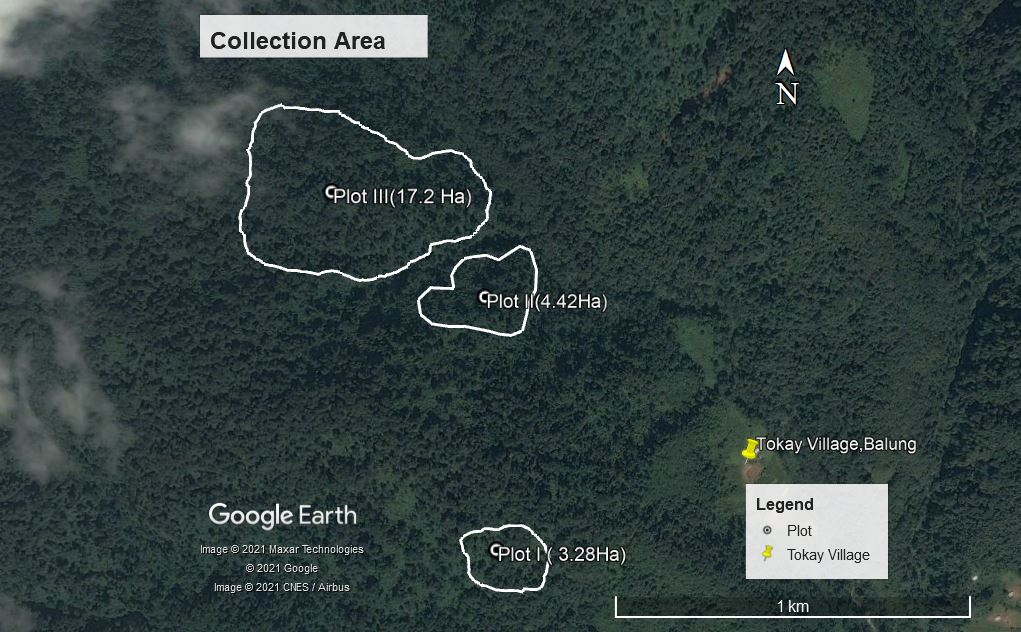 Collection Area
N
Plot III(17.2 Ha)
Plot II(4.42Ha)
Tokay Village,Balung
Legend
Plot
Tokay Village
Google Earth
Image © 2021 Maxar Technologies
© 2021 Google
Image © 2021 CNES / Airbus
Plot I ( 3.28Ha)
1 km